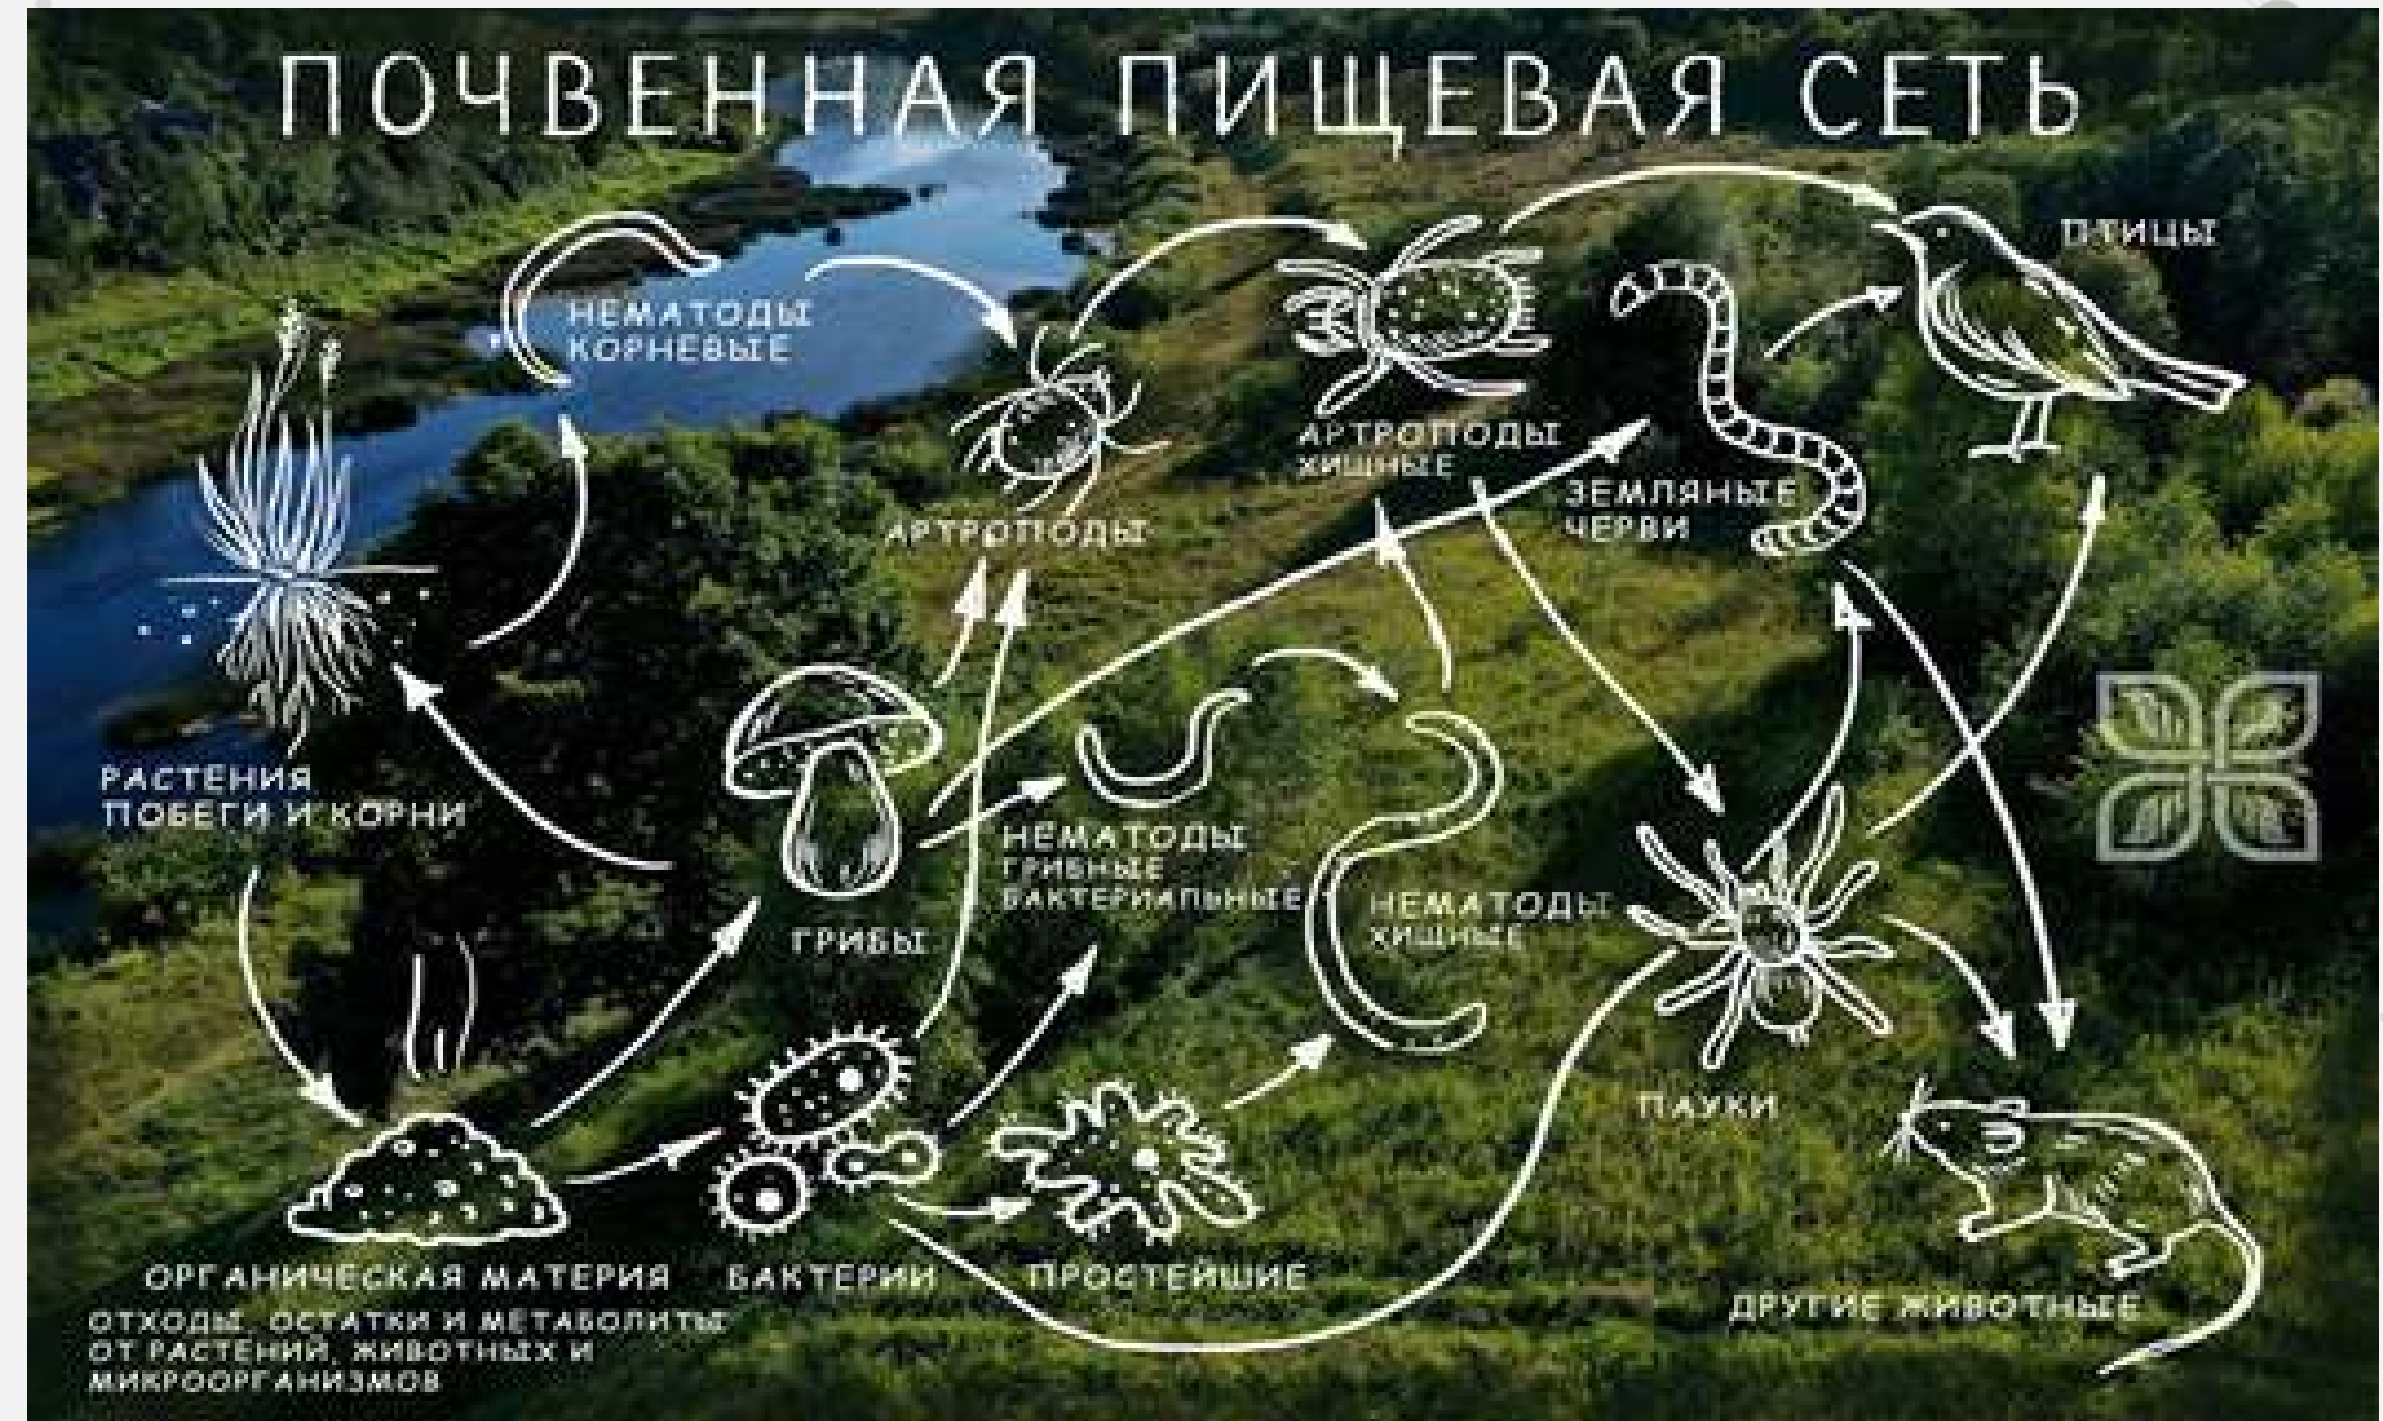 ПОЧВЕННАЯ ПИЩЕВАЯ СЕТЬ
ПТИЦЫ
НЕМАТОДЫ
КОРНЕВЫЕ
АРТРОПОДЫ
ХИЩНЫЕ
ЗЕМЛЯНЫЕ
ЧЕРВИ
АРТРОПОДЫ
РАСТЕНИЯ
ПОБЕГИ И КОРНИ
НЕМАТОДЫ
ГРИБНЫЕ
БАКТЕРИАЛЬНЫЕ
НЕМАТОДЫ
ХИЩНЫЕ
ГРИБЫ
ПАУКИ
ОРГАНИЧЕСКАЯ МАТЕРИЯ
ОТХОДЫ, ОСТАТКИ И МЕТАБОЛИТЫ
ОТ РАСТЕНИЙ, ЖИВОТНЫХ И
МИКРООРГАНИЗМОВ
БАКТЕРИИ
ПРОСТЕЙШИЕ
ДРУГИЕ ЖИВОТНЫЕ